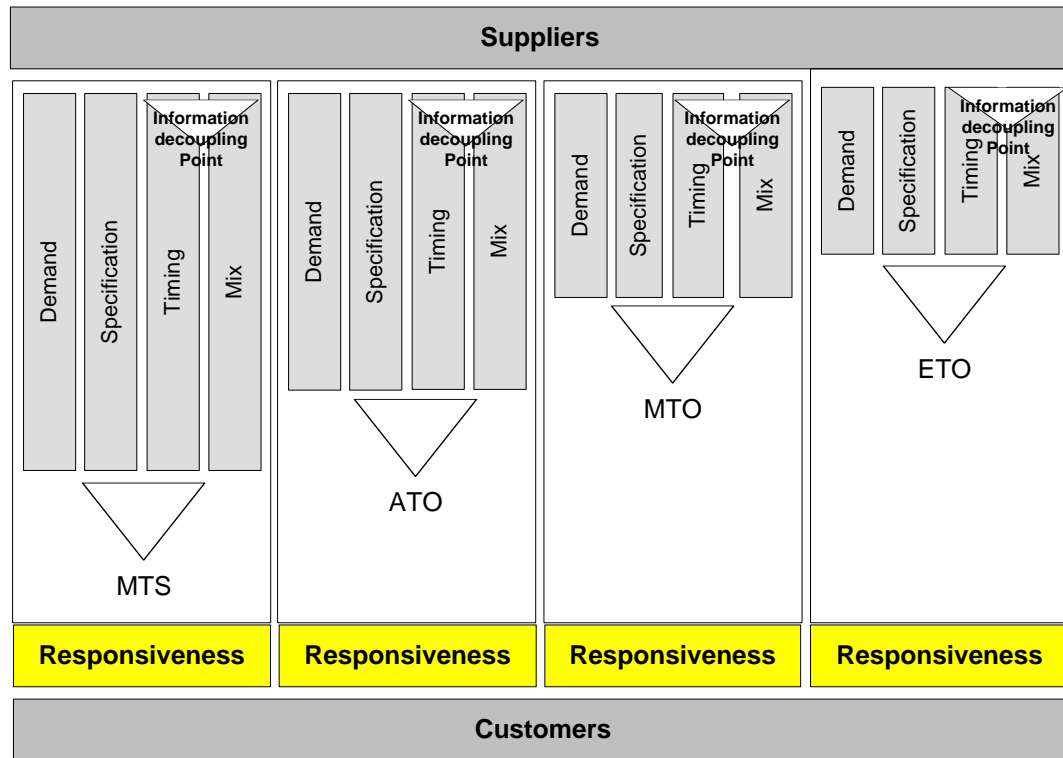 Suppliers
Demand
Specification
Timing
Mix
Information
decoupling
Point
MTS
Demand
Specification
Timing
Mix
Information
decoupling
Point
ATO
Demand
Specification
Timing
Mix
Information
decoupling
Point
MTO
Demand
Specification
Timing
Mix
Information
decoupling
Point
ETO
Responsiveness
Responsiveness
Responsiveness
Responsiveness
Customers